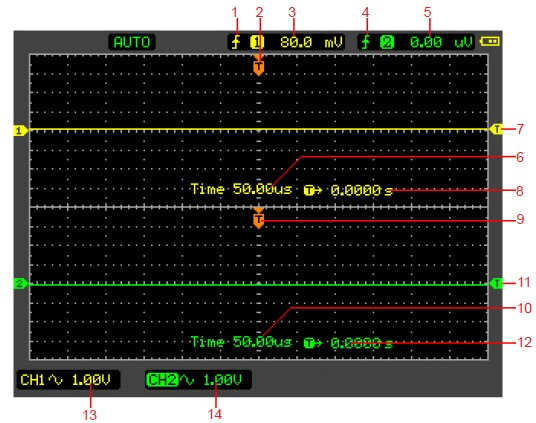 1 2 3 4 5
AUTO 1 80.0 mV 2 0.00 uV
T
1 T 7
6
Time 50.00us T→ 0.0000s 8
T 9
2 T 11
10
Time 50.00us T→ 0.0000s 12
CH1 1.00V CH2 1.00V
13 14